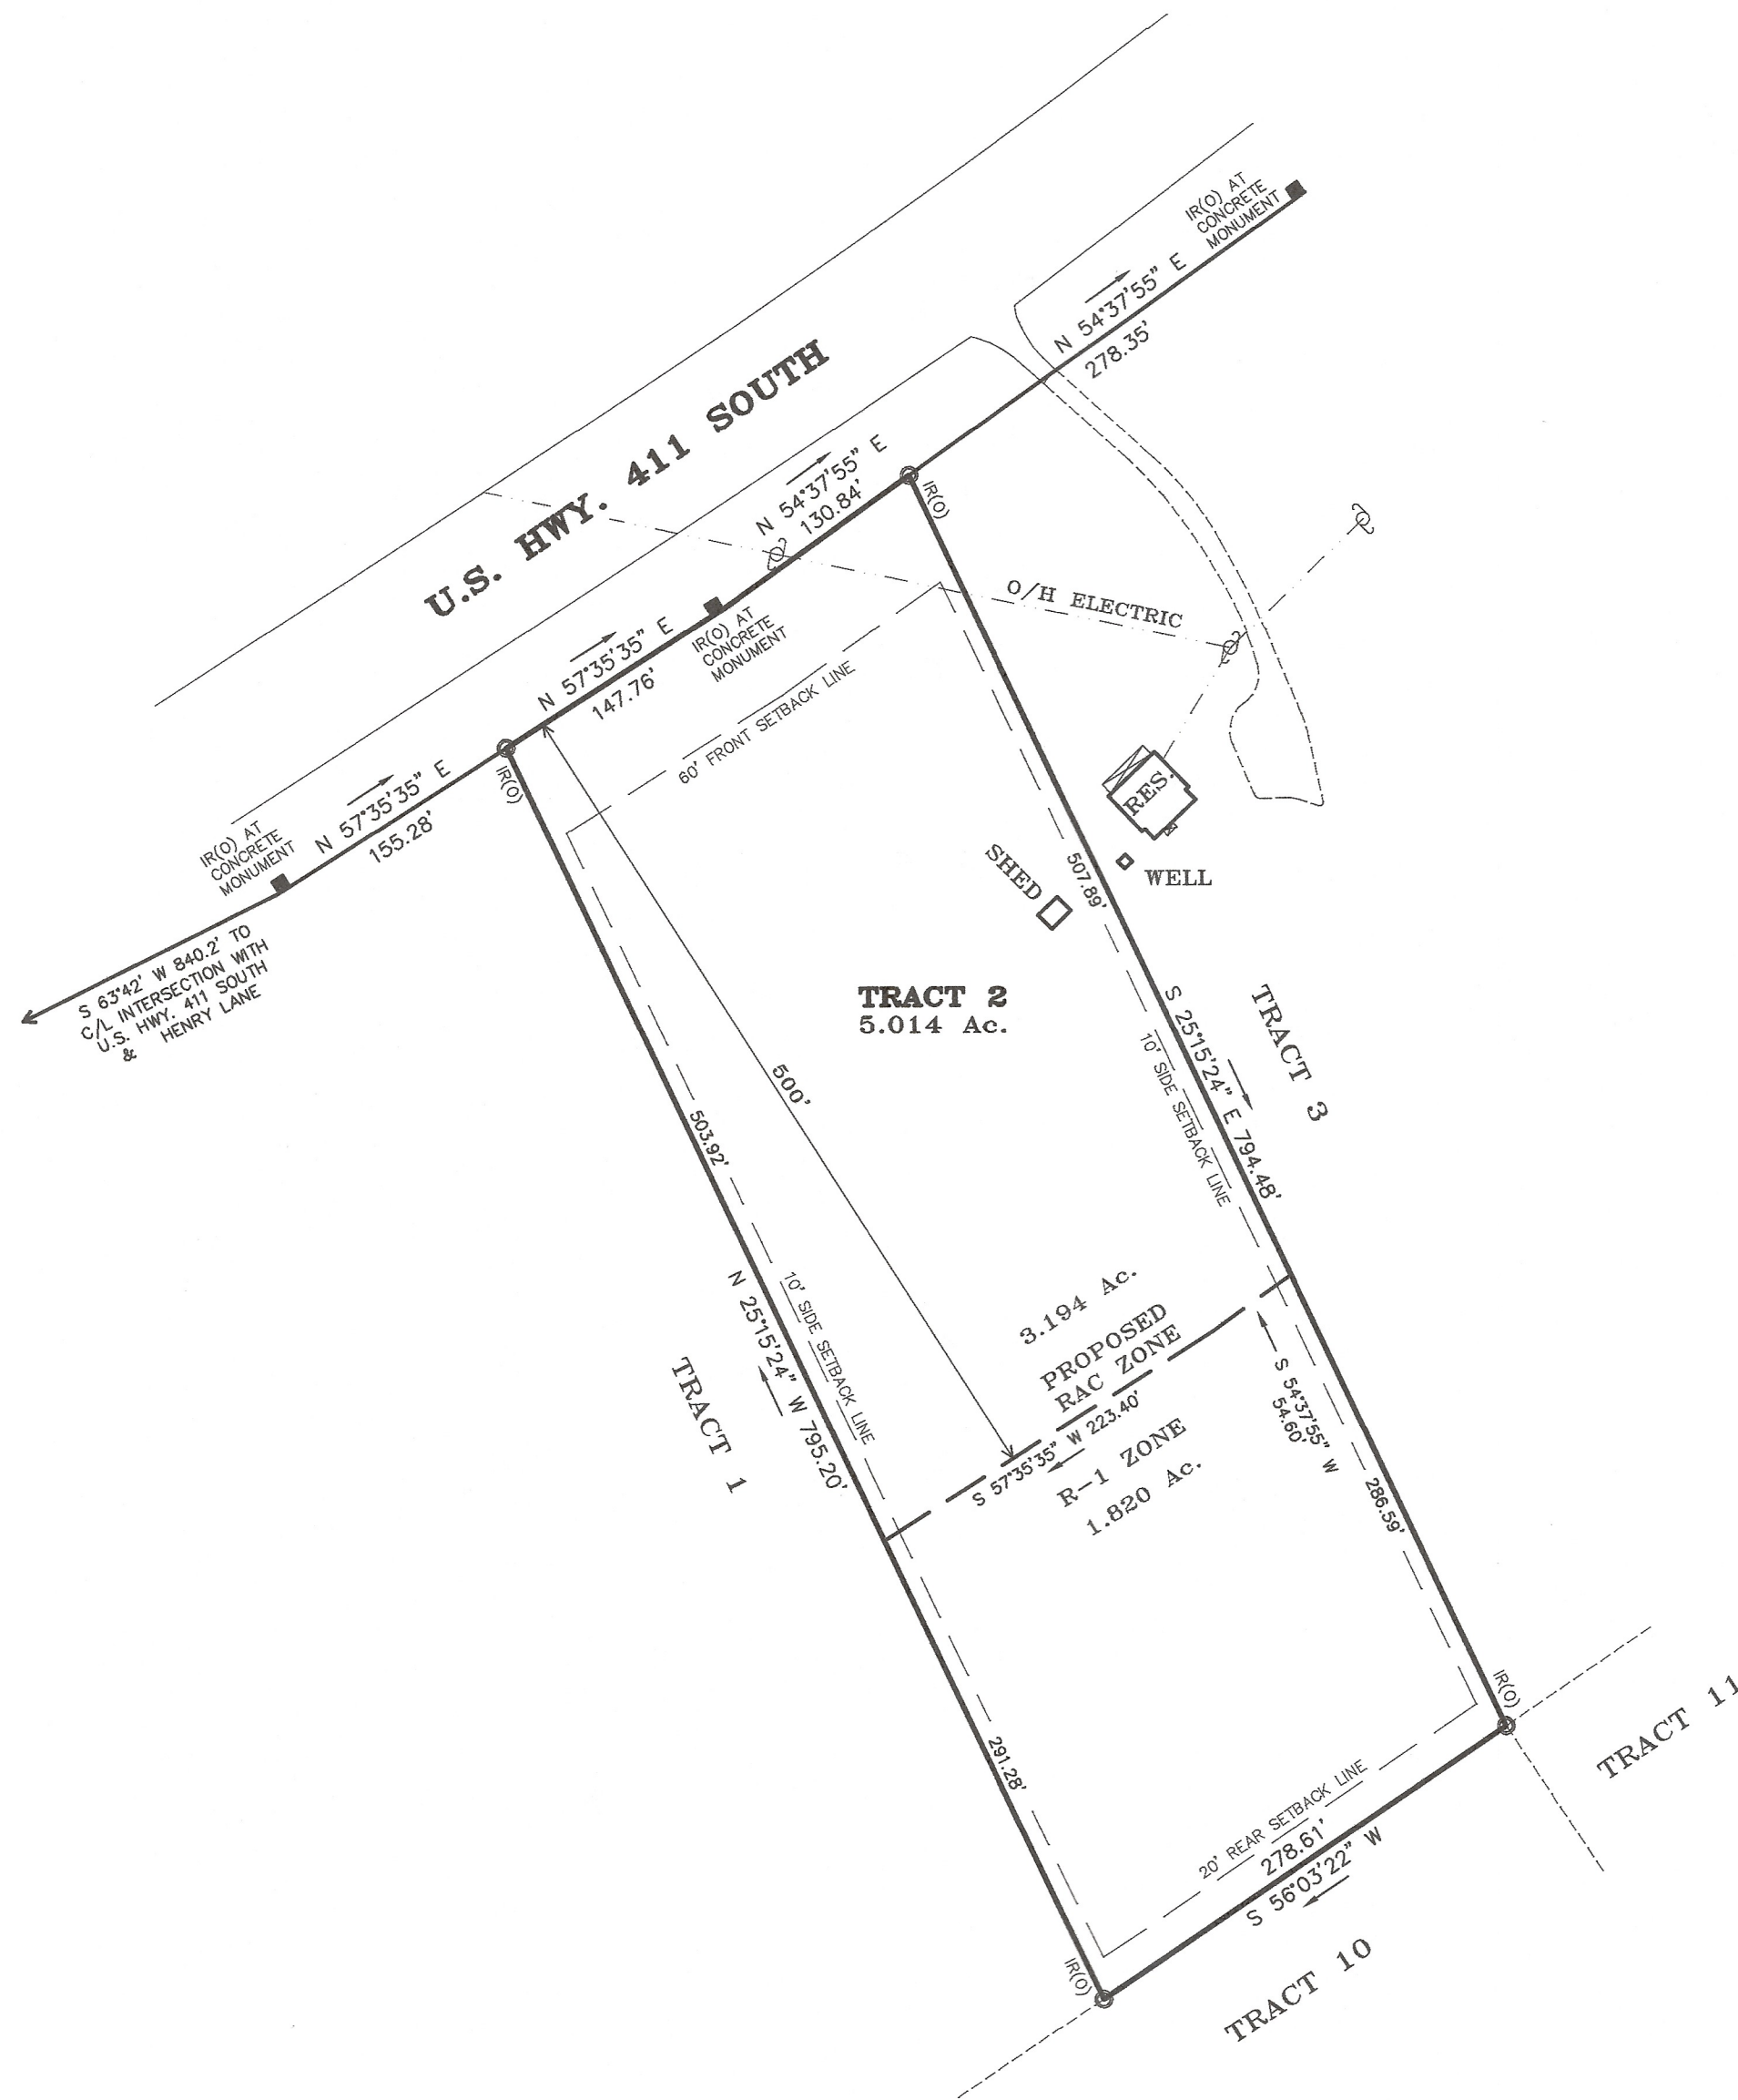 IR(O) AT
CONCRETE
MONUMENT
N 54°37'55" E
278.35'
U.S. HWY. 411 SOUTH
N 54°37'55" E
130.84'
IR(O)
O/H ELECTRIC
N 57°35'35" E
147.76'
IR(O) AT
CONCRETE
MONUMENT
60' FRONT SETBACK LINE
IR(O)
N 57°35'35" E
155.28'
IR(O) AT
CONCRETE
MONUMENT
S 63°42' W 840.2' TO
C/L INTERSECTION WITH
U.S. HWY. 411 SOUTH
& HENRY LANE
RES.
WELL
SHED
507.89'
TRACT 2
5.014 Ac.
S 25°15'24" E 794.48'
TRACT 3
10' SIDE SETBACK LINE
500'
503.92'
N 25°15'24" W 795.20'
10' SIDE SETBACK LINE
TRACT 1
3.194 Ac.
PROPOSED
RAC ZONE
S 57°35'35" W 223.40'
R-1 ZONE
1.820 Ac.
S 54°37'55" W
54.60'
286.59'
291.28'
IR(O)
TRACT 11
20' REAR SETBACK LINE
278.61'
S 56°03'22" W
IR(O)
TRACT 10